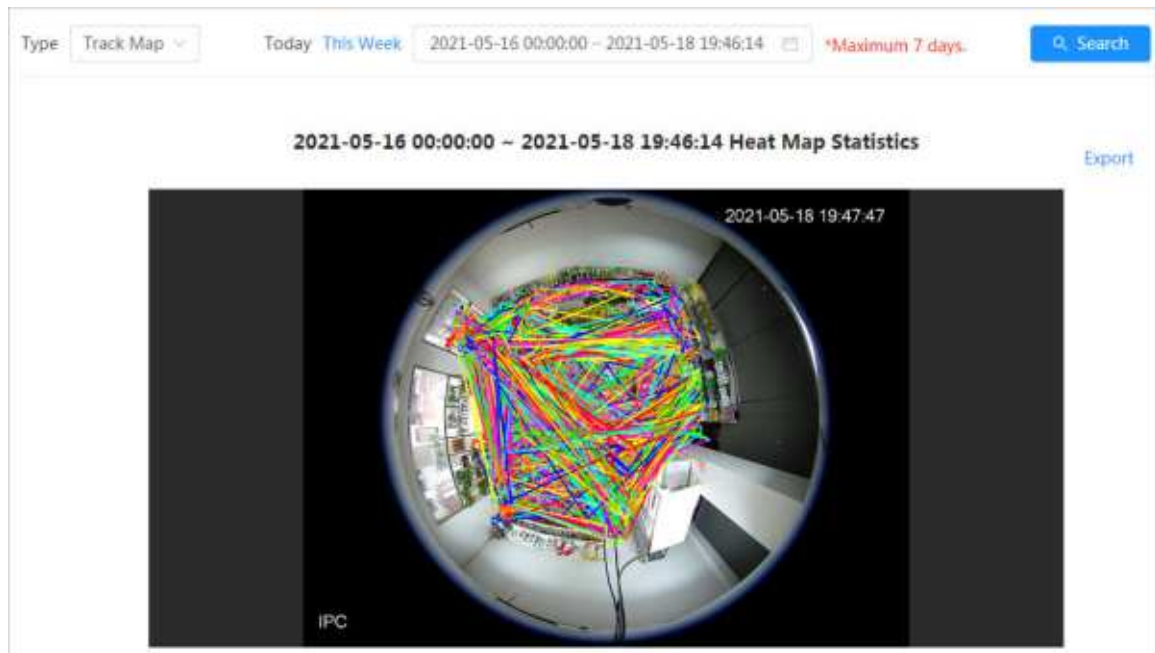 Type Track Map Today This Week 2021-05-16 00:00:00 ~ 2021-05-18 19:46:14 *Maximum 7 days. Search
2021-05-16 00:00:00 ~ 2021-05-18 19:46:14 Heat Map Statistics
Export
2021-05-18 19:47:47
IPC